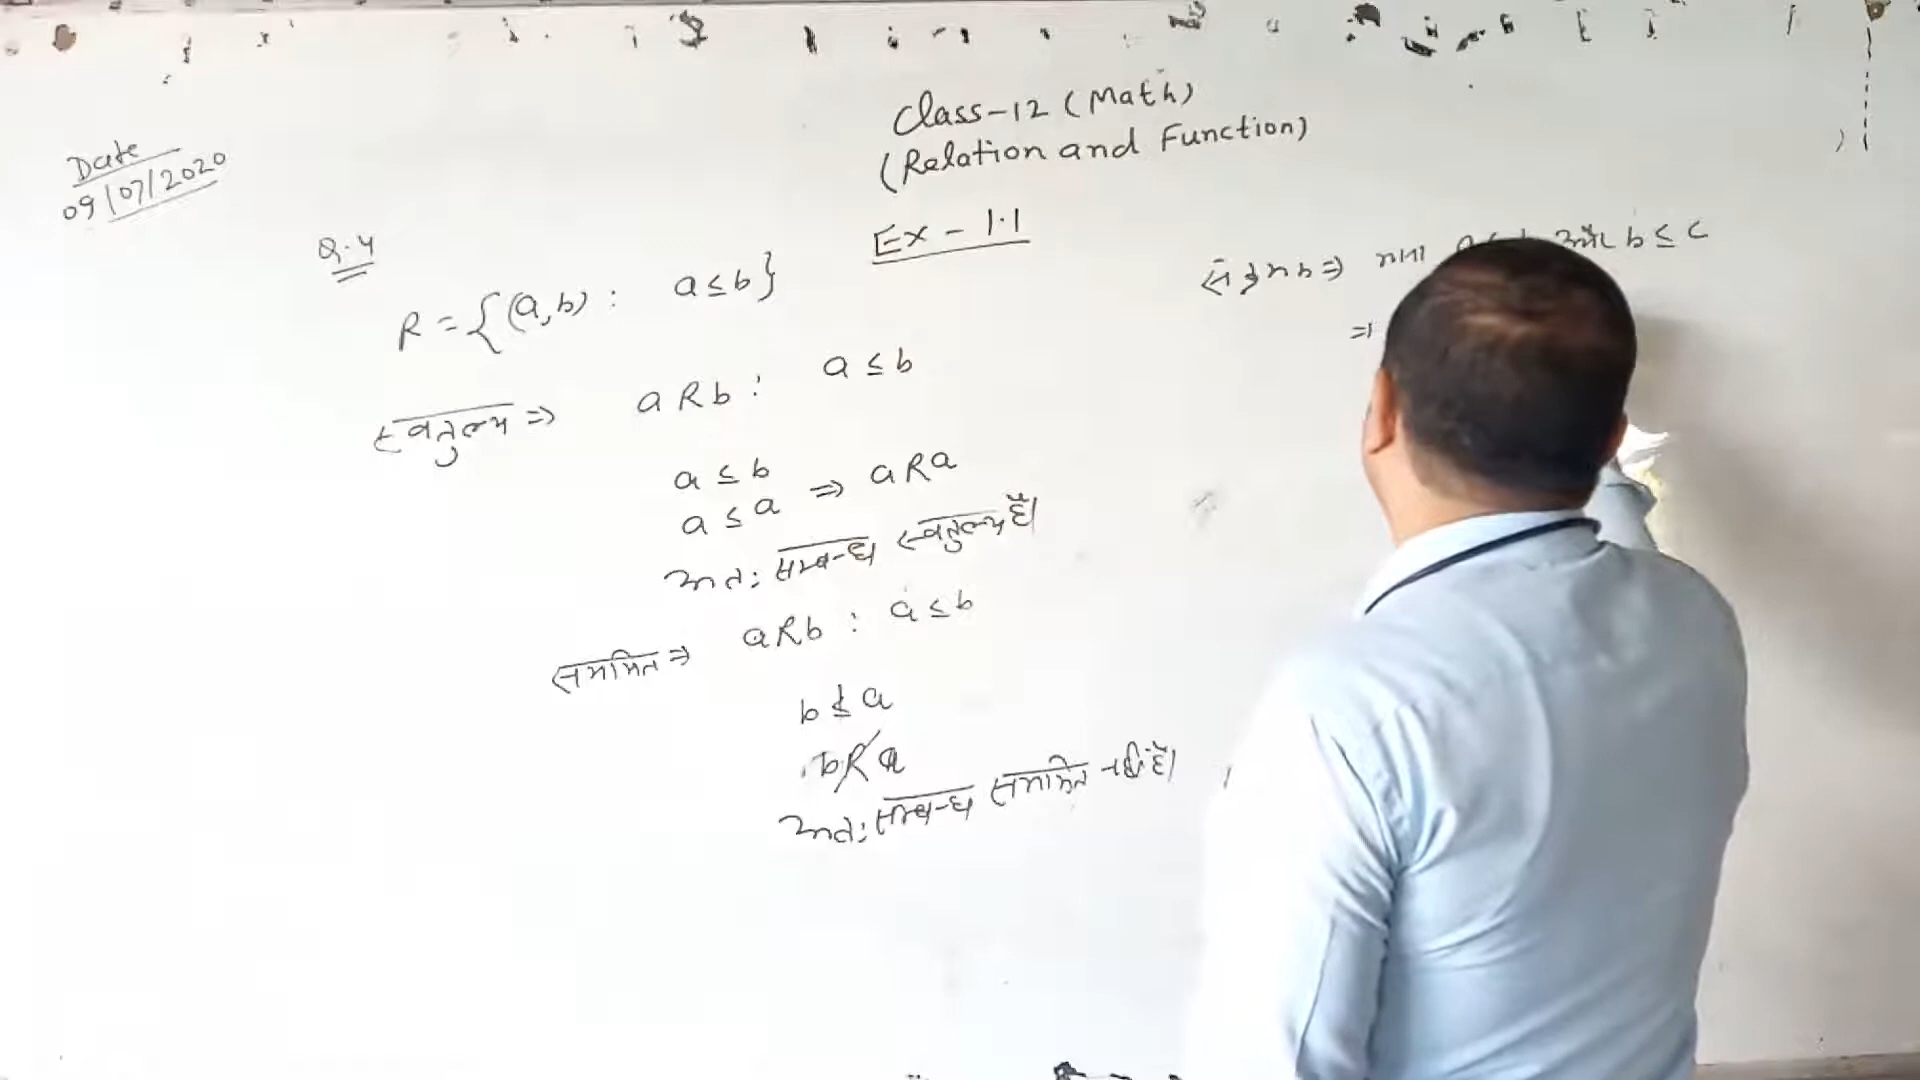 Date
09/07/2020
Class-12 (Math)
(Relation and Function)
Ex - 1.1
Q.4
R = {(a,b) : a ≤ b}
स्वतुल्य ⇒ aRb : a ≤ b
a ≤ b
a ≤ a ⇒ aRa
अत: सम्बन्ध स्वतुल्य है।
सममित ⇒ aRb : a ≤ b
b ≰ a
b R̸ a
अत: सम्बन्ध सममित नहीं है।
संक्रमक ⇒ माना और b ≤ c
⇒